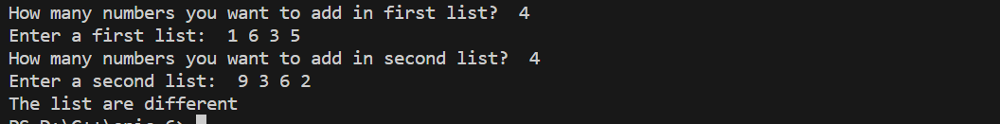 How many numbers you want to add in first list?  4
Enter a first list:  1 6 3 5
How many numbers you want to add in second list?  4
Enter a second list:  9 3 6 2
The list are different